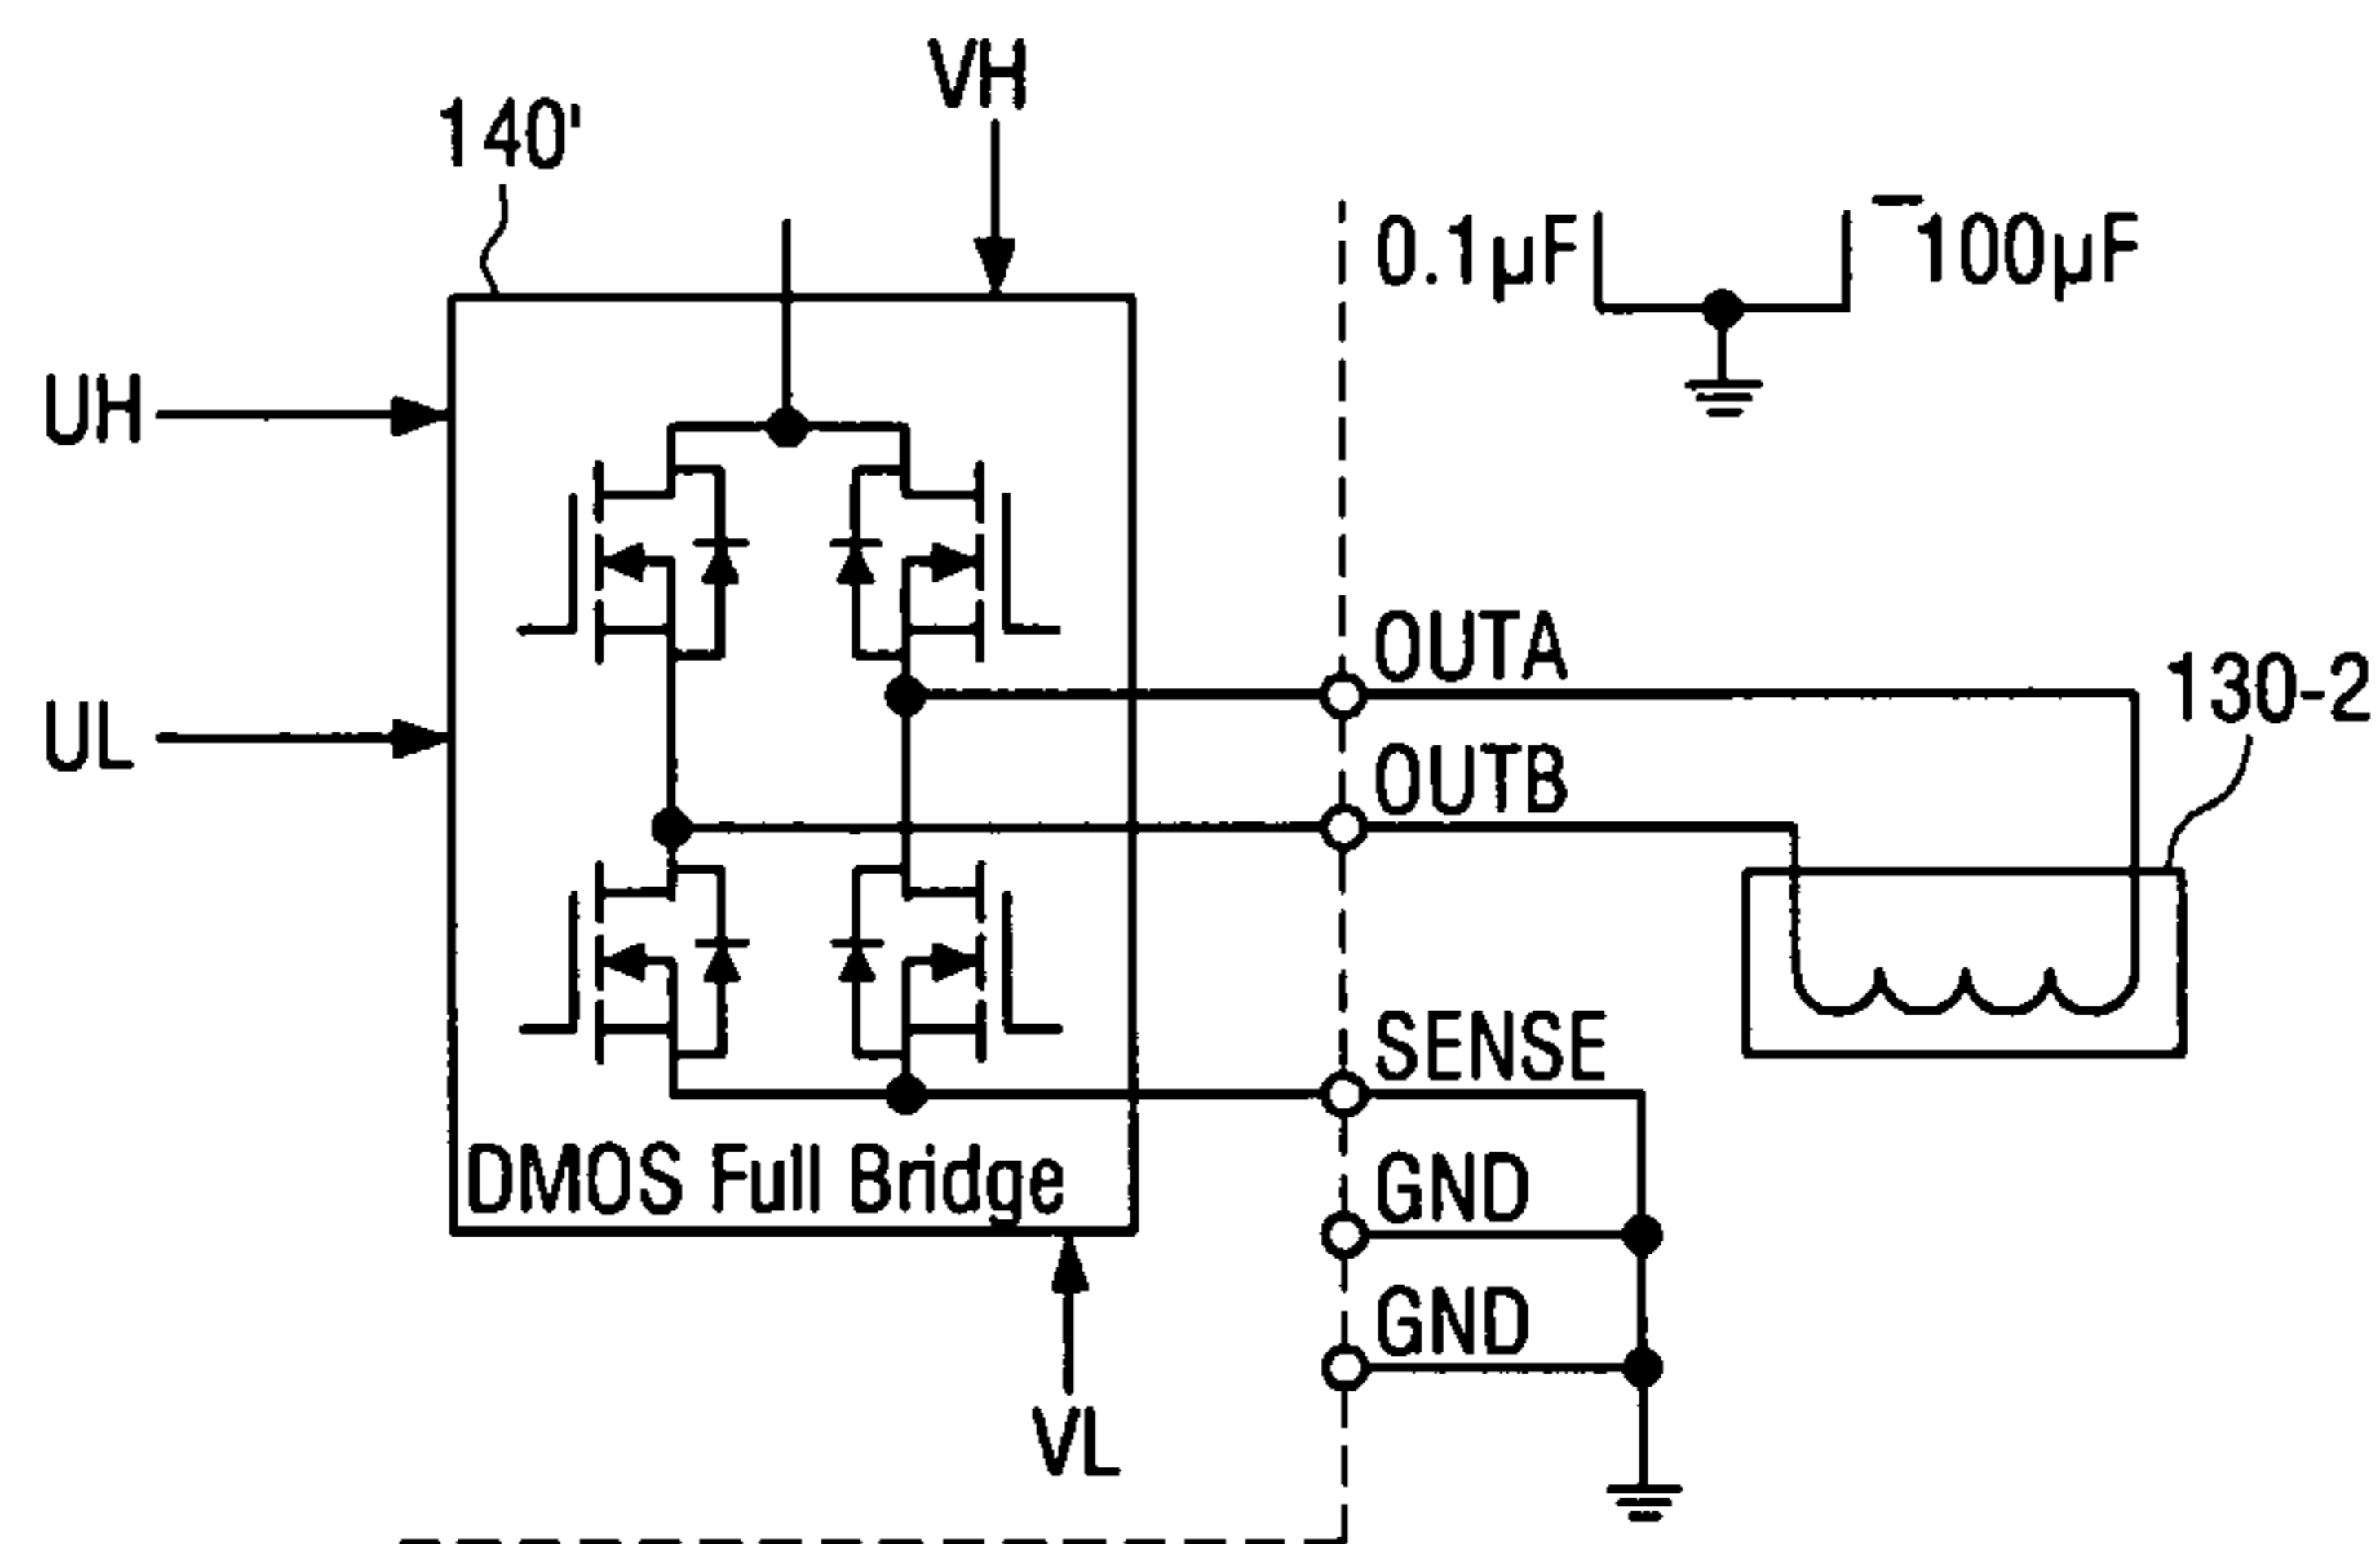 VH
140'
0.1µF
100µF
UH
OUTA
130-2
UL
OUTB
SENSE
DMOS Full Bridge
GND
GND
VL